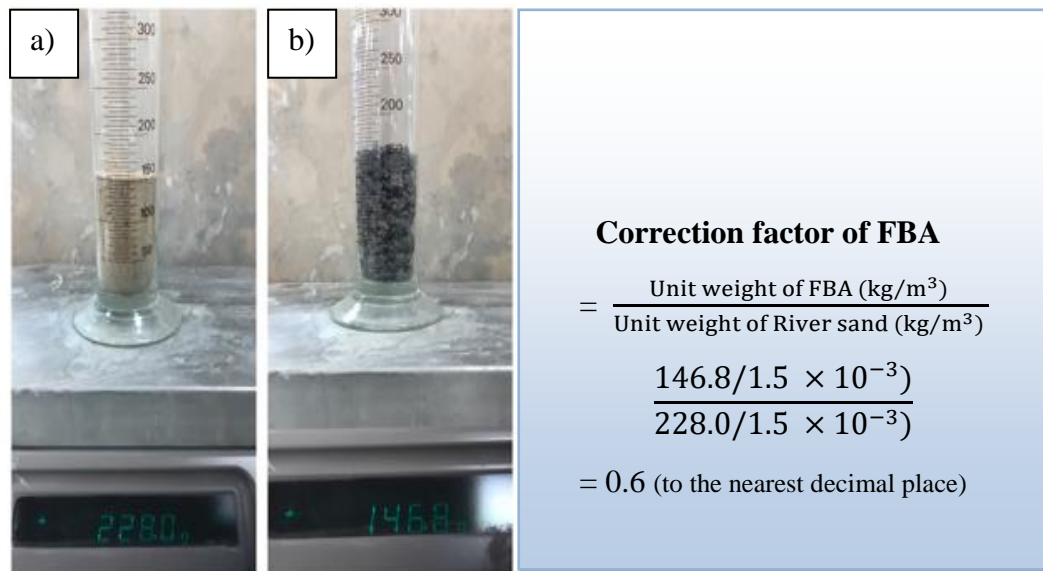 a)
300
250
200
150
100
50
228.0g
b)
300
250
200
146.8
Correction factor of FBA
= Unit weight of FBA (kg/m³)
Unit weight of River sand (kg/m³)
146.8/1.5 × 10⁻³)
228.0/1.5 × 10⁻³)
= 0.6 (to the nearest decimal place)